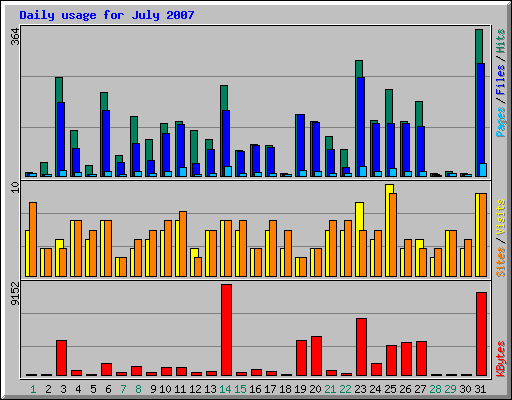 Daily usage for July 2007
364
Pages / Files / Hits
10
Sites / Visits
9152
KBytes
1 2 3 4 5 6 7 8 9 10 11 12 13 14 15 16 17 18 19 20 21 22 23 24 25 26 27 28 29 30 31